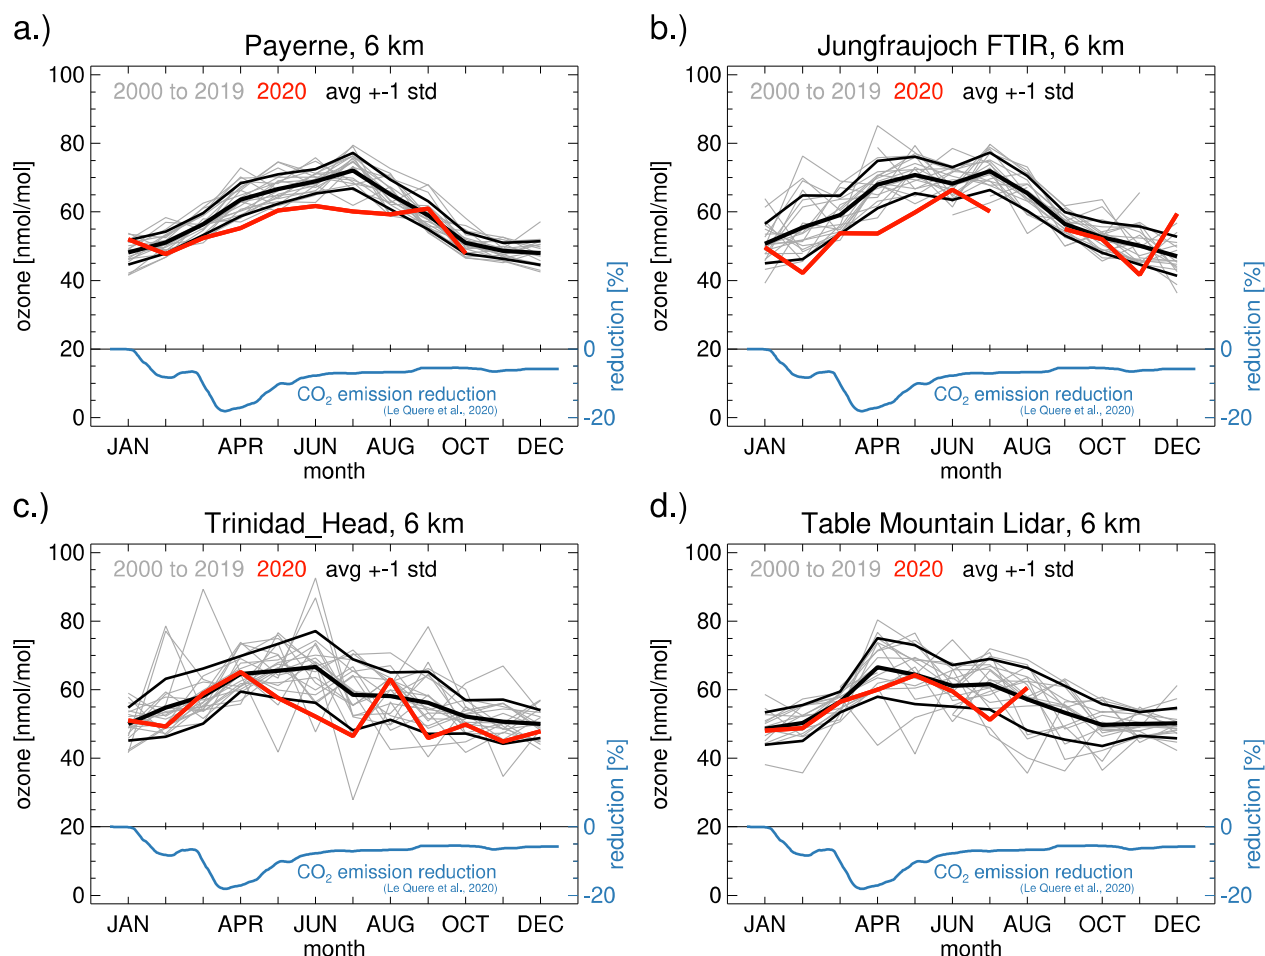 a.)
Payerne, 6 km
2000 to 2019 2020 avg +-1 std
100
80
60
40
20
0
ozone [nmol/mol]
0
-20
reduction [%]
CO2 emission reduction
(Le Quere et al., 2020)
JAN APR JUN AUG OCT DEC
month
b.)
Jungfraujoch FTIR, 6 km
2000 to 2019 2020 avg +-1 std
100
80
60
40
20
0
ozone [nmol/mol]
0
-20
reduction [%]
CO2 emission reduction
(Le Quere et al., 2020)
JAN APR JUN AUG OCT DEC
month
c.)
Trinidad_Head, 6 km
2000 to 2019 2020 avg +-1 std
100
80
60
40
20
0
ozone [nmol/mol]
0
-20
reduction [%]
CO2 emission reduction
(Le Quere et al., 2020)
JAN APR JUN AUG OCT DEC
month
d.)
Table Mountain Lidar, 6 km
2000 to 2019 2020 avg +-1 std
100
80
60
40
20
0
ozone [nmol/mol]
0
-20
reduction [%]
CO2 emission reduction
(Le Quere et al., 2020)
JAN APR JUN AUG OCT DEC
month